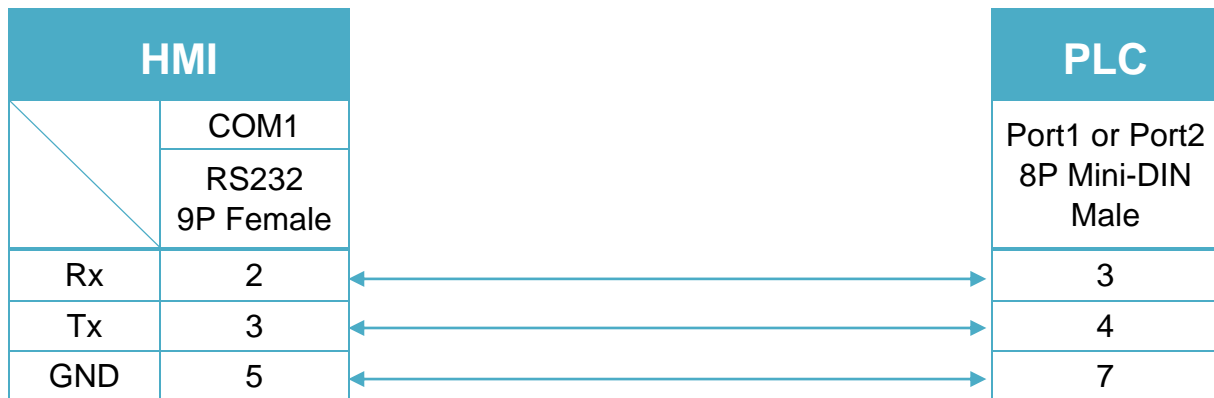 HMI
PLC
COM1
Port1 or Port2
8P Mini-DIN
Male
RS232
9P Female
Rx 2 3
Tx 3 4
GND 5 7